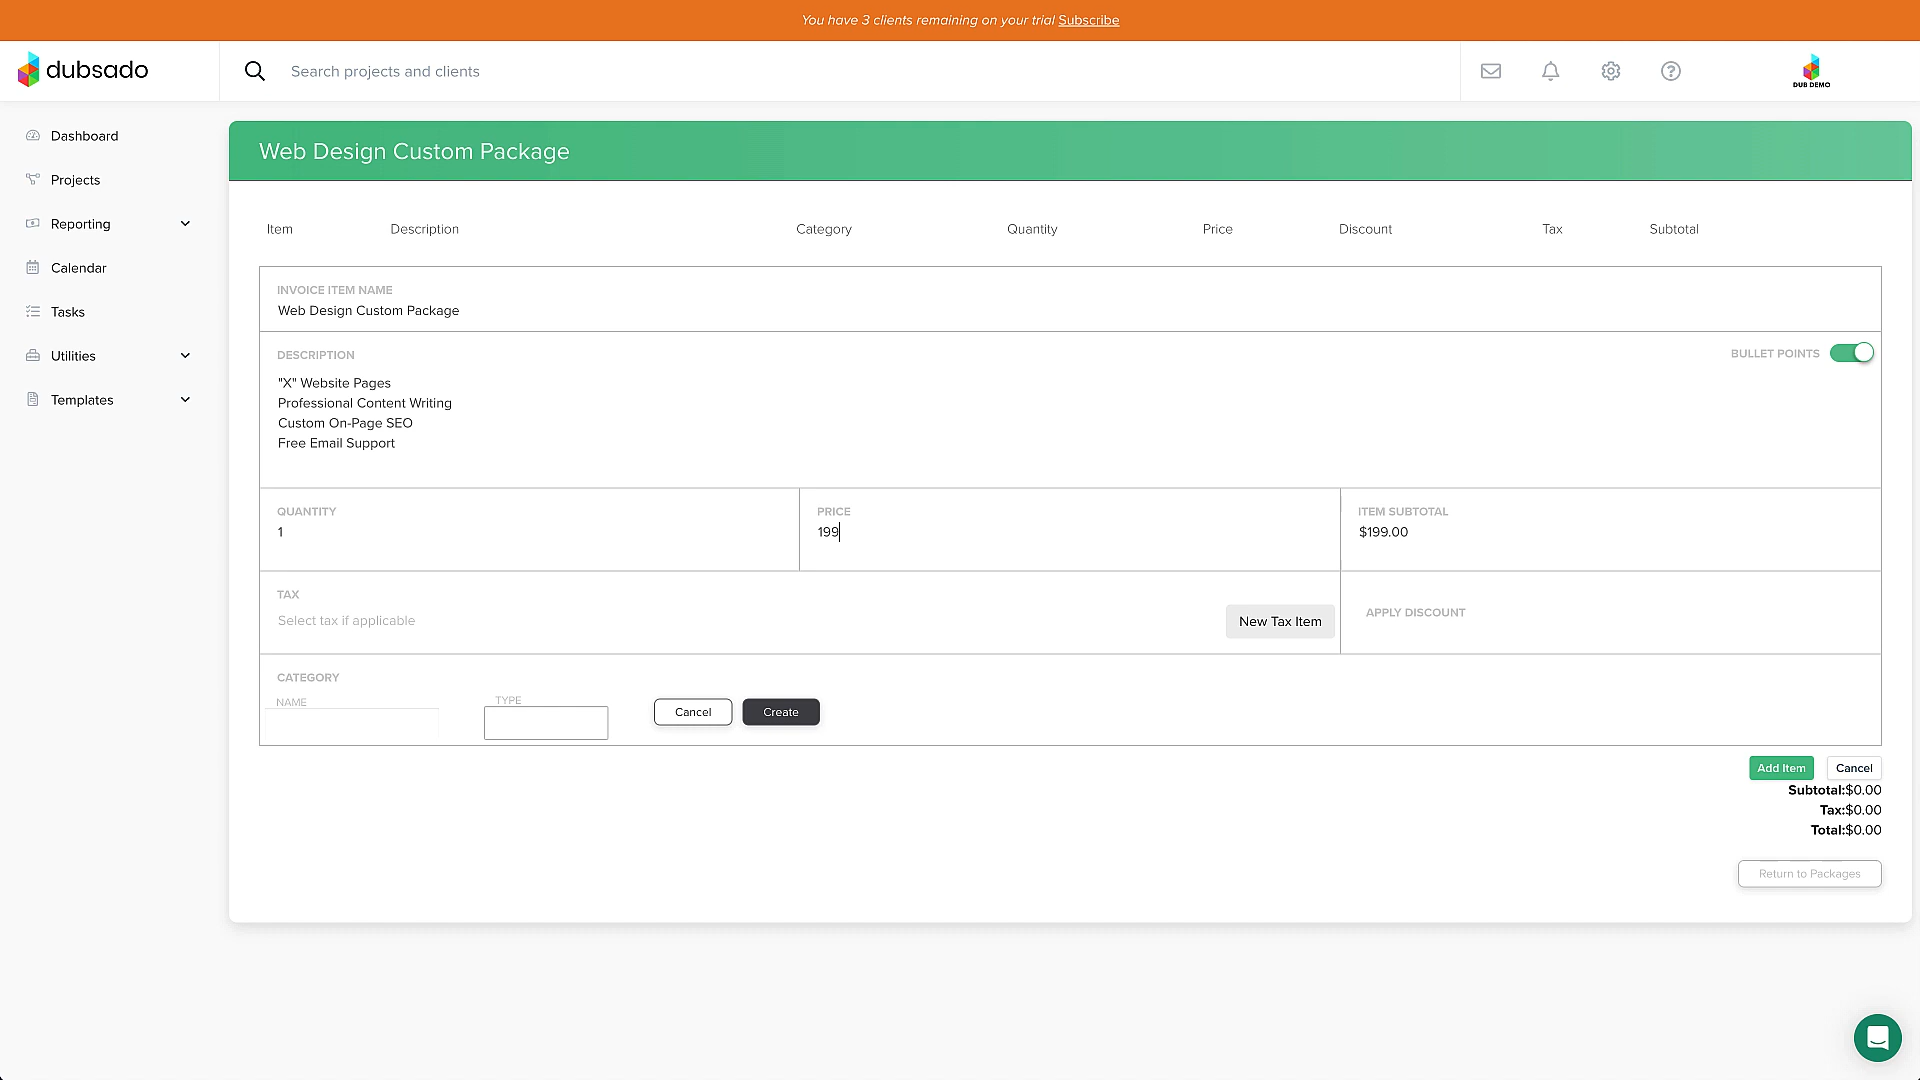 You have 3 clients remaining on your trial Subscribe
dubsado
Search projects and clients
DUB DEMO
Dashboard
Projects
Reporting
Calendar
Tasks
Utilities
Templates
Web Design Custom Package
Item Description Category Quantity Price Discount Tax Subtotal
INVOICE ITEM NAME
Web Design Custom Package
DESCRIPTION
BULLET POINTS
"X" Website Pages
Professional Content Writing
Custom On-Page SEO
Free Email Support
QUANTITY
1
PRICE
199
ITEM SUBTOTAL
$199.00
TAX
Select tax if applicable
New Tax Item
APPLY DISCOUNT
CATEGORY
NAME
TYPE
Cancel
Create
Add Item
Cancel
Subtotal:$0.00
Tax:$0.00
Total:$0.00
Return to Packages